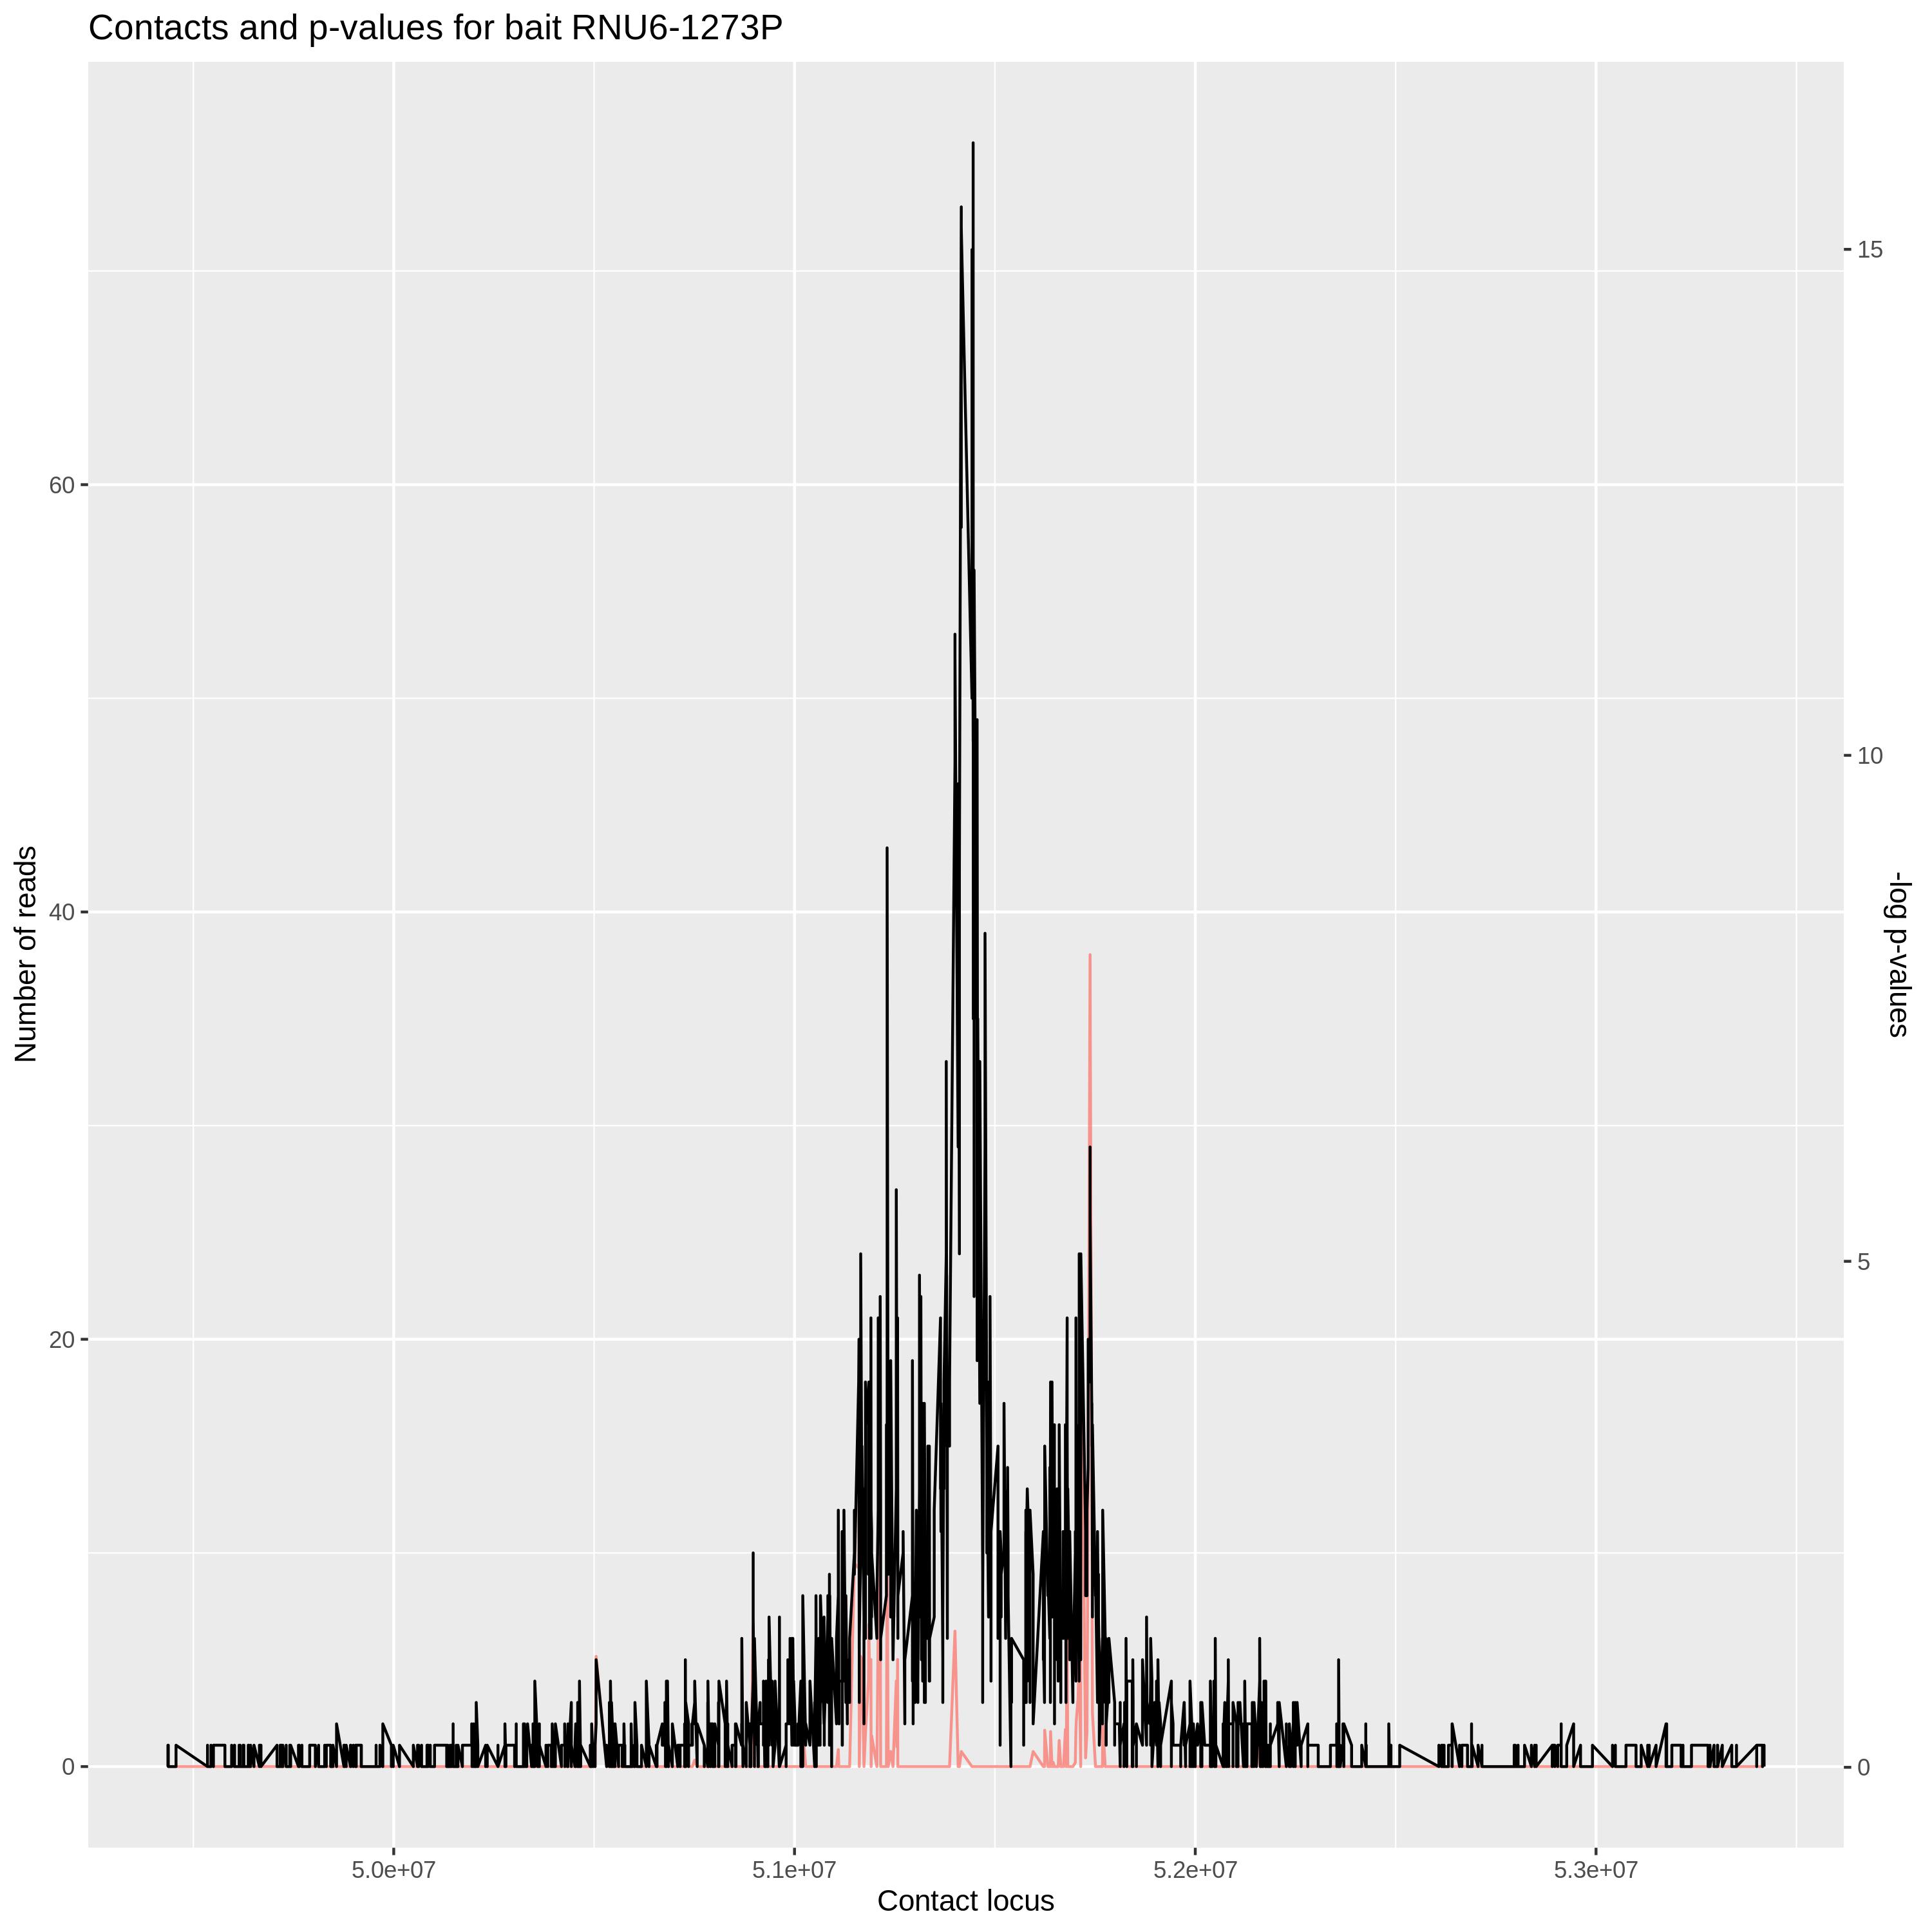 Contacts and p-values for bait RNU6-1273P
Number of reads
60
40
20
0
15
10
5
0
-log p-values
5.0e+07
5.1e+07
5.2e+07
5.3e+07
Contact locus